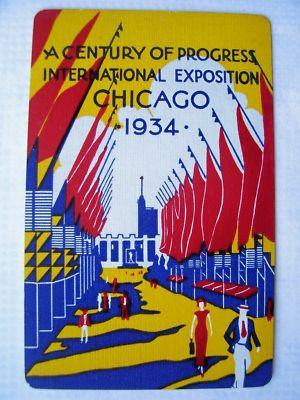 A CENTURY OF PROGRESS
INTERNATIONAL EXPOSITION
CHICAGO
·1934·